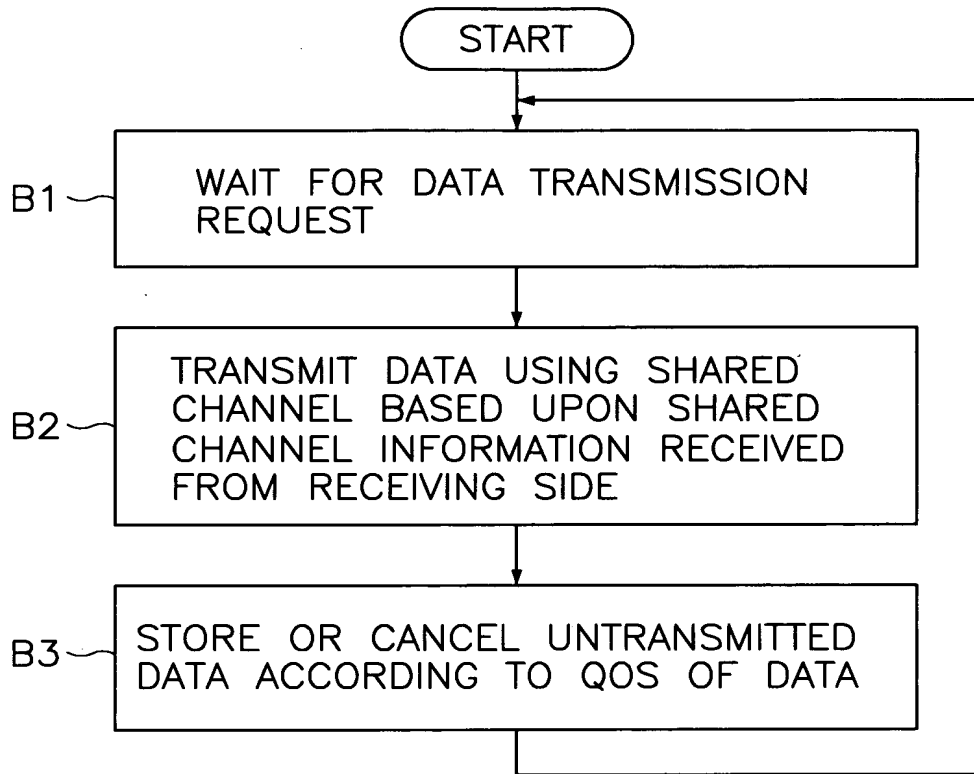 START
B1
WAIT FOR DATA TRANSMISSION
REQUEST
B2
TRANSMIT DATA USING SHARED
CHANNEL BASED UPON SHARED
CHANNEL INFORMATION RECEIVED
FROM RECEIVING SIDE
B3
STORE OR CANCEL UNTRANSMITTED
DATA ACCORDING TO QOS OF DATA